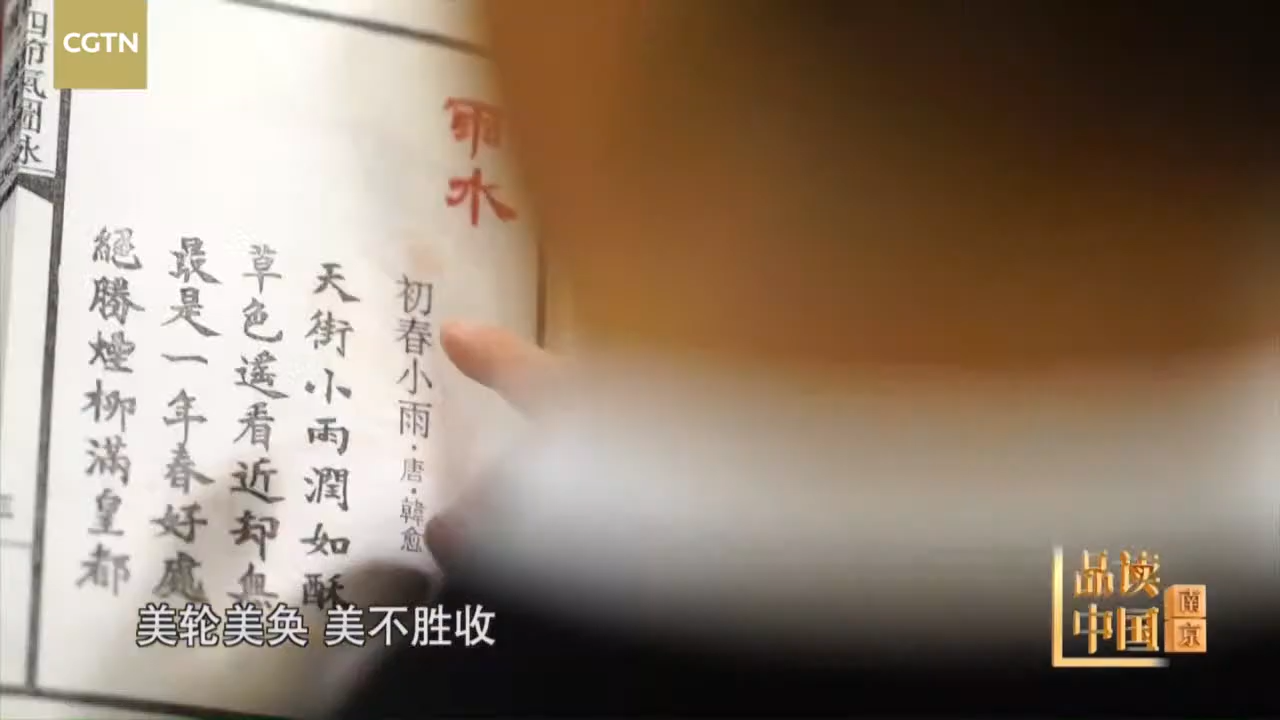 CGTN
雨水
初春小雨·唐·韓愈
天街小雨潤如酥
草色遙看近却無
最是一年春好處
絕勝煙柳滿皇都
美轮美奂 美不胜收
品读
中国
南京